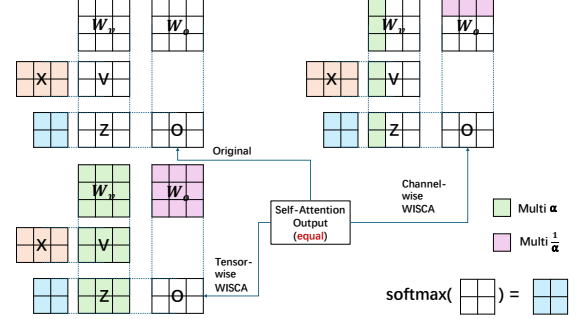 W_v W_o
X V
Z O
Original
W_v W_o
X V
Z O
W_v W_o
X V
Z O
Tensor-
wise
WISCA
Self-Attention
Output
(equal)
Channel-
wise
WISCA
Multi α
Multi 1/α
softmax( ) =